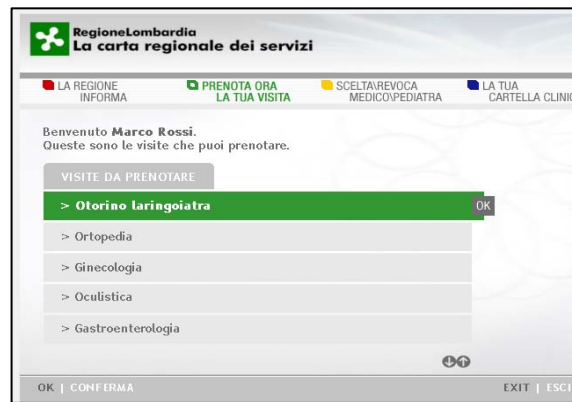 RegioneLombardia
La carta regionale dei servizi
LA REGIONE
INFORMA
PRENOTA ORA
LA TUA VISITA
SCELTA\REVOCA
MEDICO\PEDIATRA
LA TUA
CARTELLA CLINI
Benvenuto Marco Rossi.
Queste sono le visite che puoi prenotare.
VISITE DA PRENOTARE
> Otorino laringoiatra OK
> Ortopedia
> Ginecologia
> Oculistica
> Gastroenterologia
OK | CONFERMA EXIT | ESCI